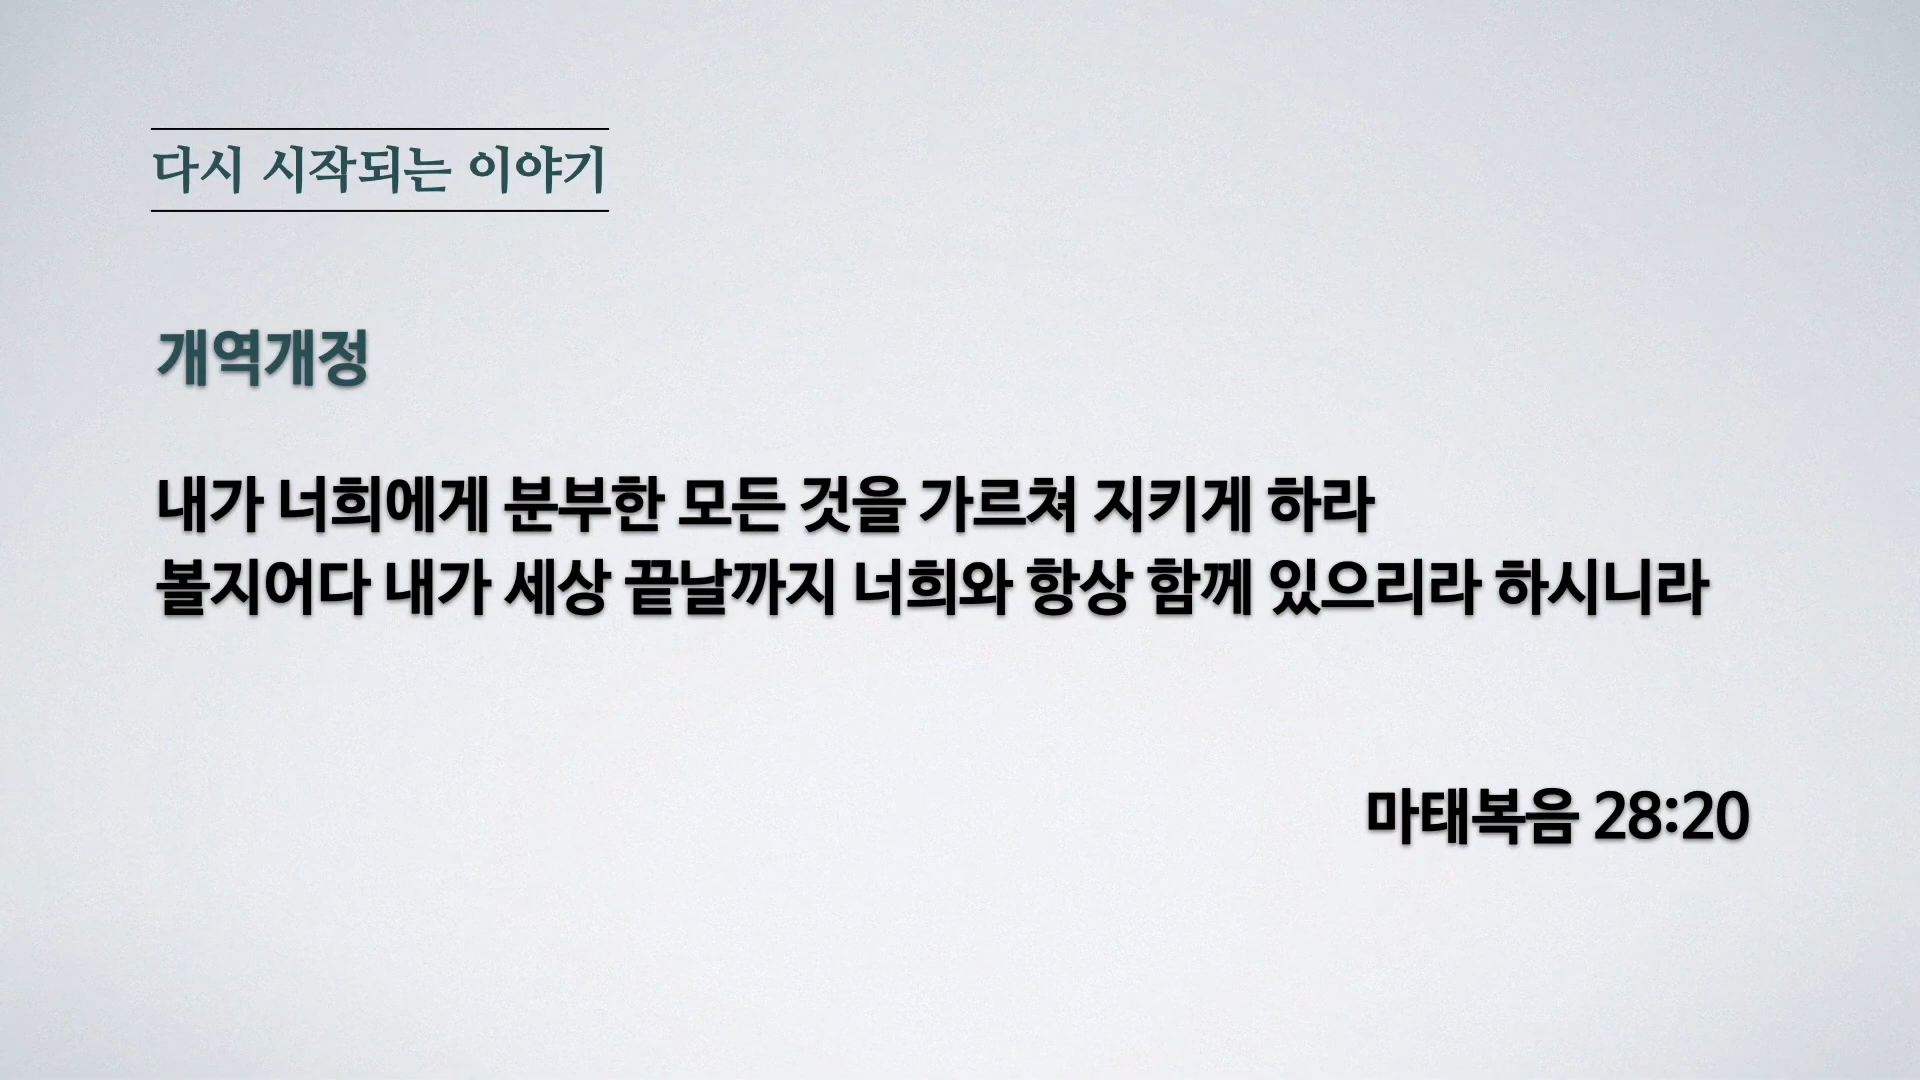 다시 시작되는 이야기
개역개정
내가 너희에게 분부한 모든 것을 가르쳐 지키게 하라
볼지어다 내가 세상 끝날까지 너희와 항상 함께 있으리라 하시니라
마태복음 28:20